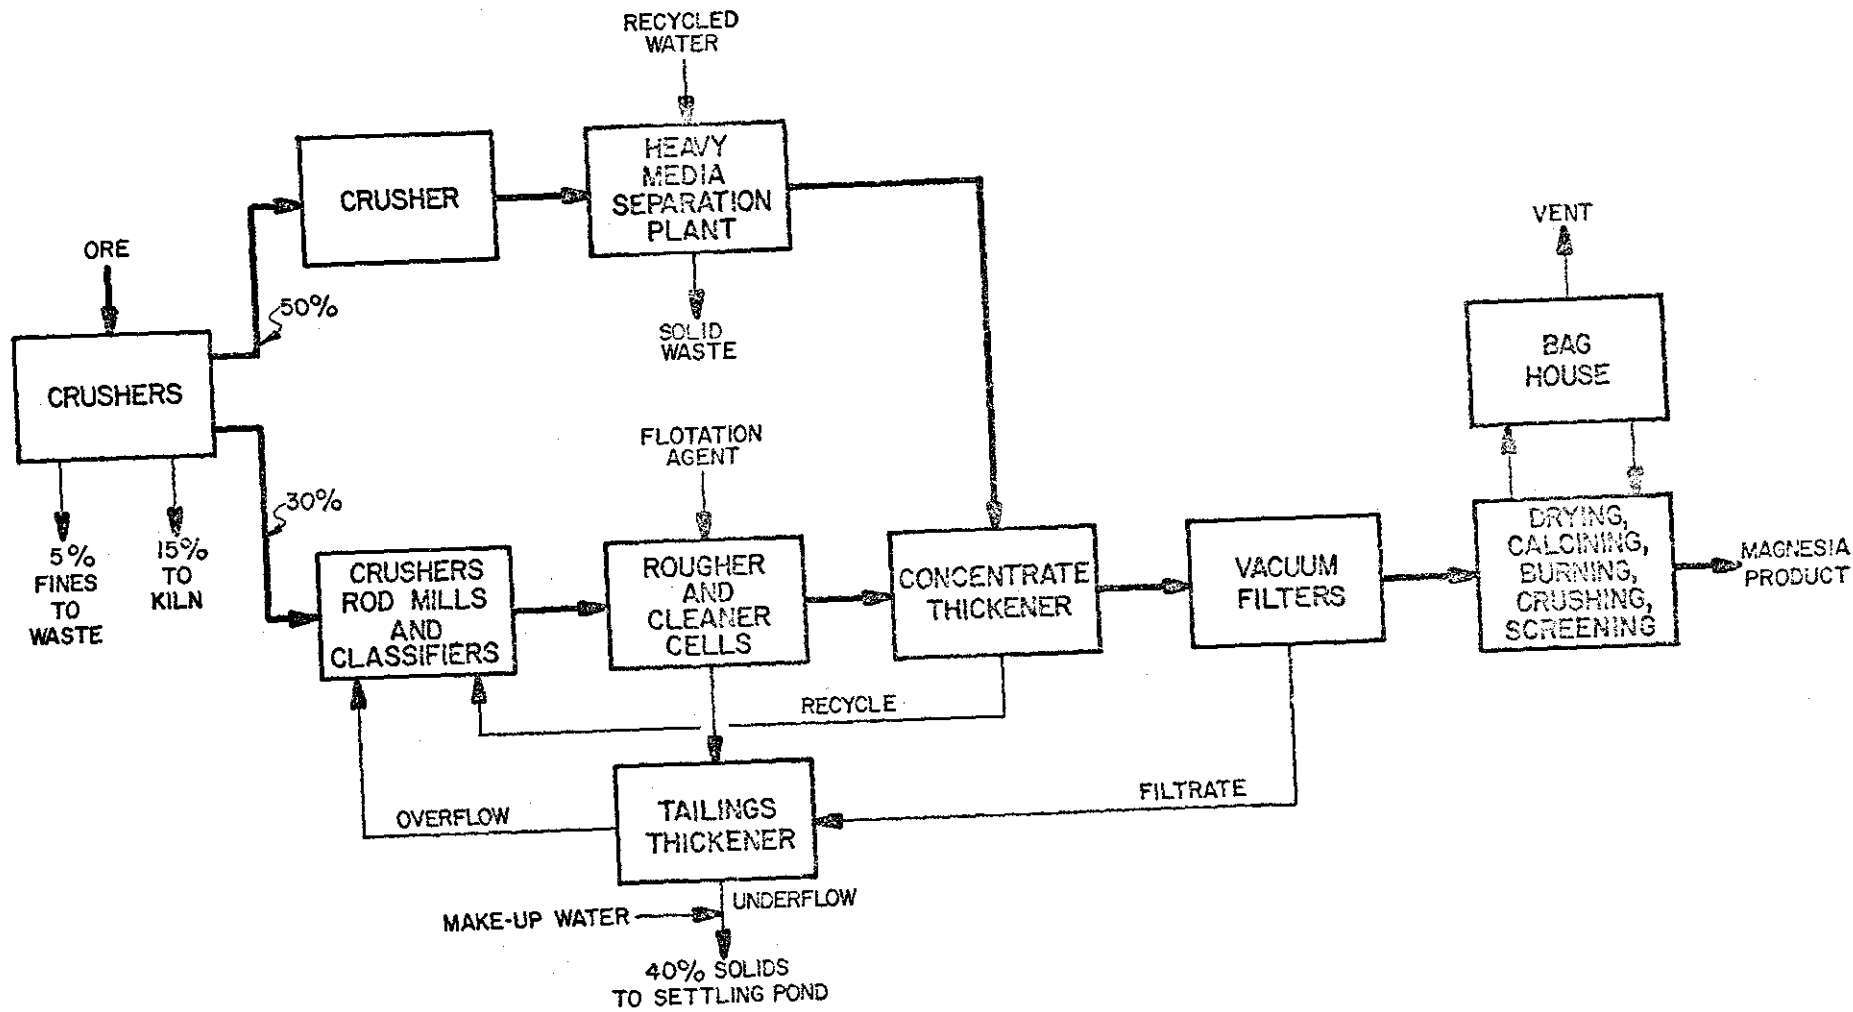 RECYCLED
WATER
CRUSHER
HEAVY
MEDIA
SEPARATION
PLANT
SOLID
WASTE
ORE
50%
CRUSHERS
5%
FINES
TO
WASTE
15%
TO
KILN
30%
CRUSHERS
ROD MILLS
AND
CLASSIFIERS
FLOTATION
AGENT
ROUGHER
AND
CLEANER
CELLS
CONCENTRATE
THICKENER
VACUUM
FILTERS
VENT
BAG
HOUSE
DRYING,
CALCINING,
BURNING,
CRUSHING,
SCREENING
MAGNESIA
PRODUCT
RECYCLE
OVERFLOW
TAILINGS
THICKENER
FILTRATE
UNDERFLOW
MAKE-UP WATER
40% SOLIDS
TO SETTLING POND